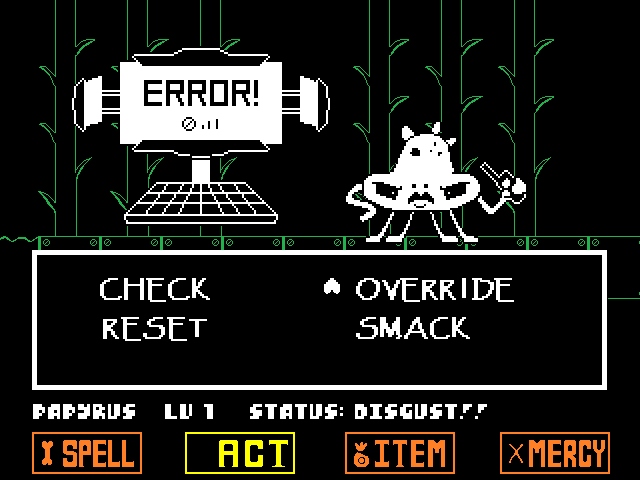 ERROR!
CHECK OVERRIDE
RESET SMACK
PAPYRUS LV 1 STATUS: DISGUST!!
SPELL ACT ITEM MERCY